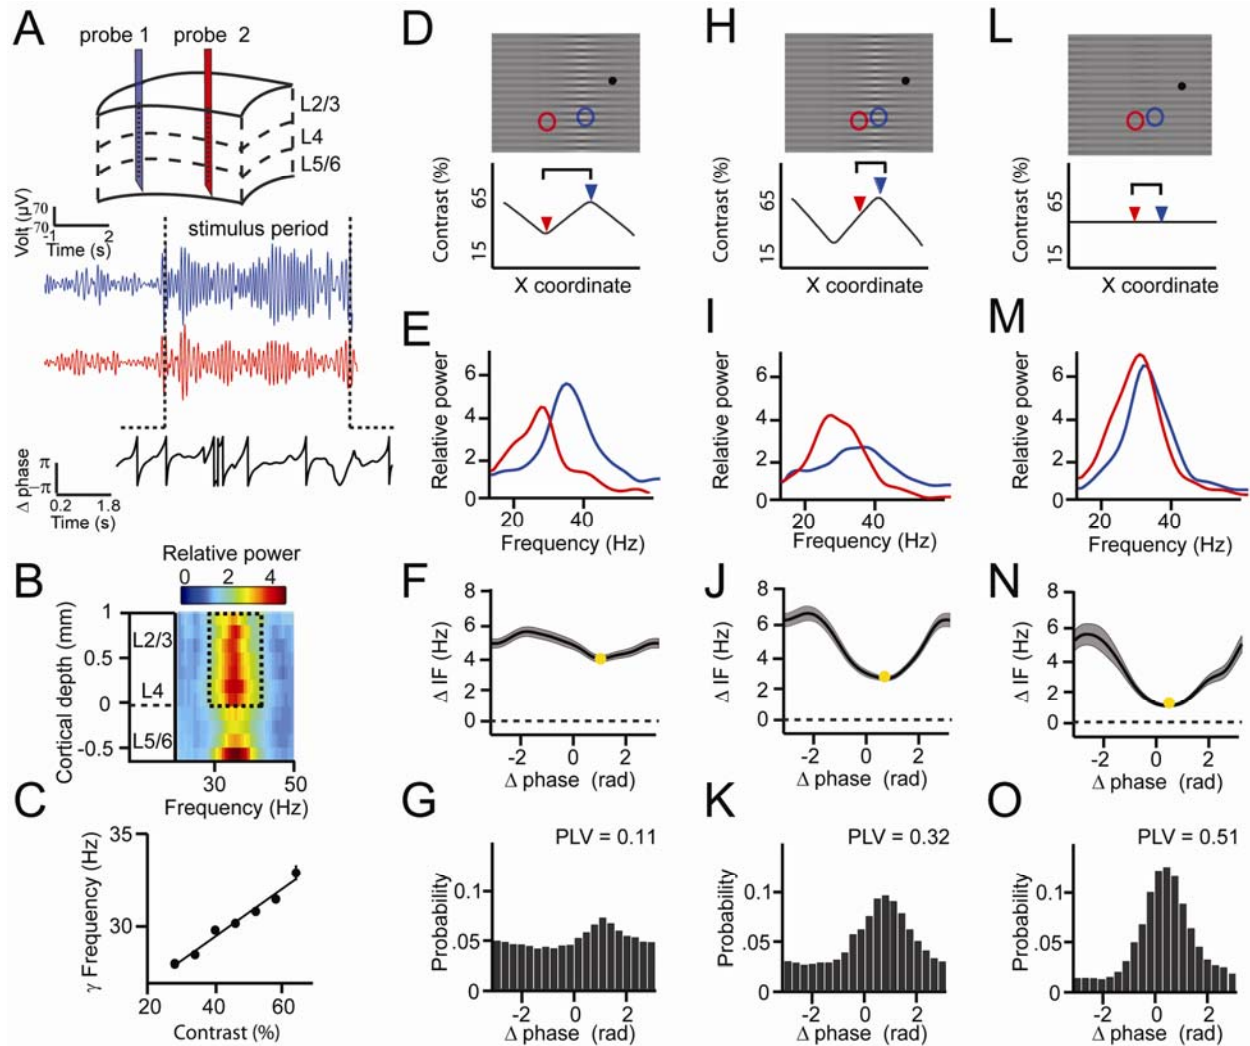 A
probe 1 probe 2
L2/3
L4
L5/6
Volt (µV)
70
-70
-1 2
Time (s)
stimulus period
Δ phase
π
−π
0.2 1.8
Time (s)
B
Relative power
0 2 4
Cortical depth (mm)
1
0.5
0
-0.5
L2/3
L4
L5/6
30 50
Frequency (Hz)
C
γ Frequency (Hz)
35
30
20 40 60
Contrast (%)
D
Contrast (%)
65
15
X coordinate
E
Relative power
6
4
2
0
20 40
Frequency (Hz)
F
Δ IF (Hz)
8
6
4
2
0
-2 0 2
Δ phase (rad)
G
PLV = 0.11
Probability
0.1
.05
0
-2 0 2
Δ phase (rad)
H
Contrast (%)
65
15
X coordinate
I
Relative power
6
4
2
0
20 40
Frequency (Hz)
J
Δ IF (Hz)
8
6
4
2
0
-2 0 2
Δ phase (rad)
K
PLV = 0.32
Probability
0.1
.05
0
-2 0 2
Δ phase (rad)
L
Contrast (%)
65
15
X coordinate
M
Relative power
6
4
2
0
20 40
Frequency (Hz)
N
Δ IF (Hz)
8
6
4
2
0
-2 0 2
Δ phase (rad)
O
PLV = 0.51
Probability
0.1
.05
0
-2 0 2
Δ phase (rad)